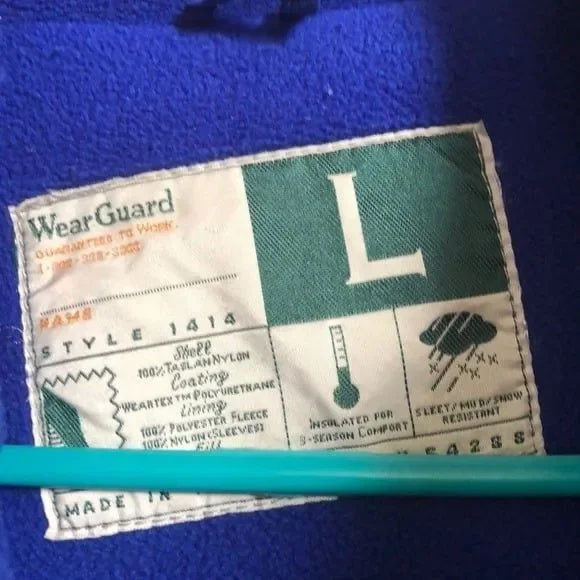 WearGuard
GUARANTEED TO WORK.
L
NAME
STYLE 1414
Shell
100% TASLAN NYLON
Coating
WEARTEX™ POLYURETHANE
Lining
100% POLYESTER FLEECE
100% NYLON (SLEEVES)
Fill
INSULATED FOR
3-SEASON COMFORT
SLEET/MUD/SNOW
RESISTANT
MADE IN